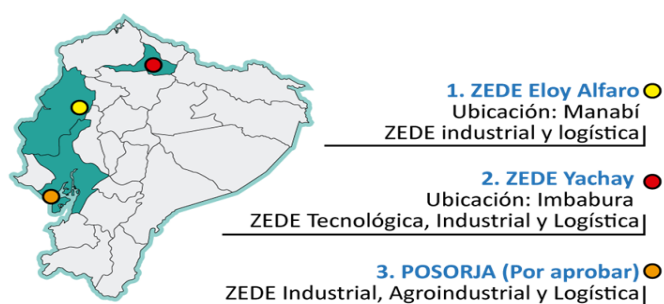 1. ZEDE Eloy Alfaro
Ubicación: Manabí
ZEDE industrial y logística
2. ZEDE Yachay
Ubicación: Imbabura
ZEDE Tecnológica, Industrial y Logística
3. POSORJA (Por aprobar)
ZEDE Industrial, Agroindustrial y Logística